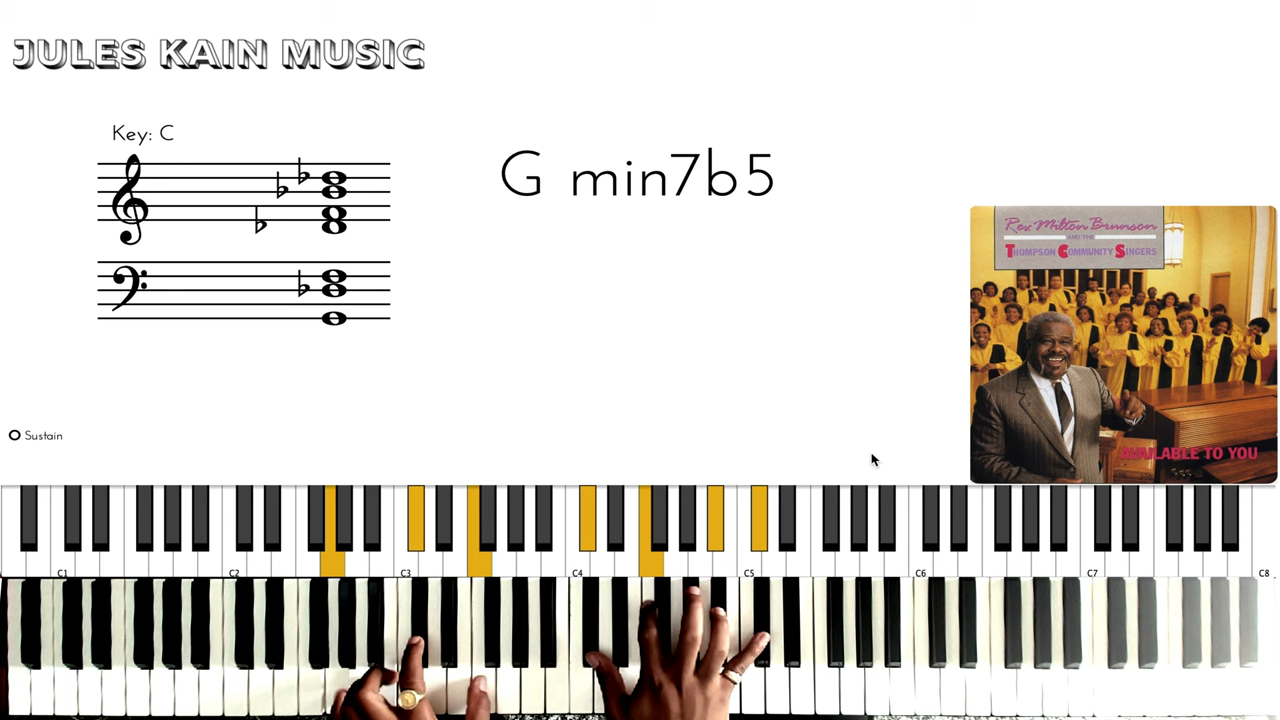 JULES KAIN MUSIC
Key: C
G min7b5
Rev. Milton Brunson
AND THE
THOMPSON COMMUNITY SINGERS
AVAILABLE TO YOU
Sustain
C1 C2 C3 C4 C5 C6 C7 C8